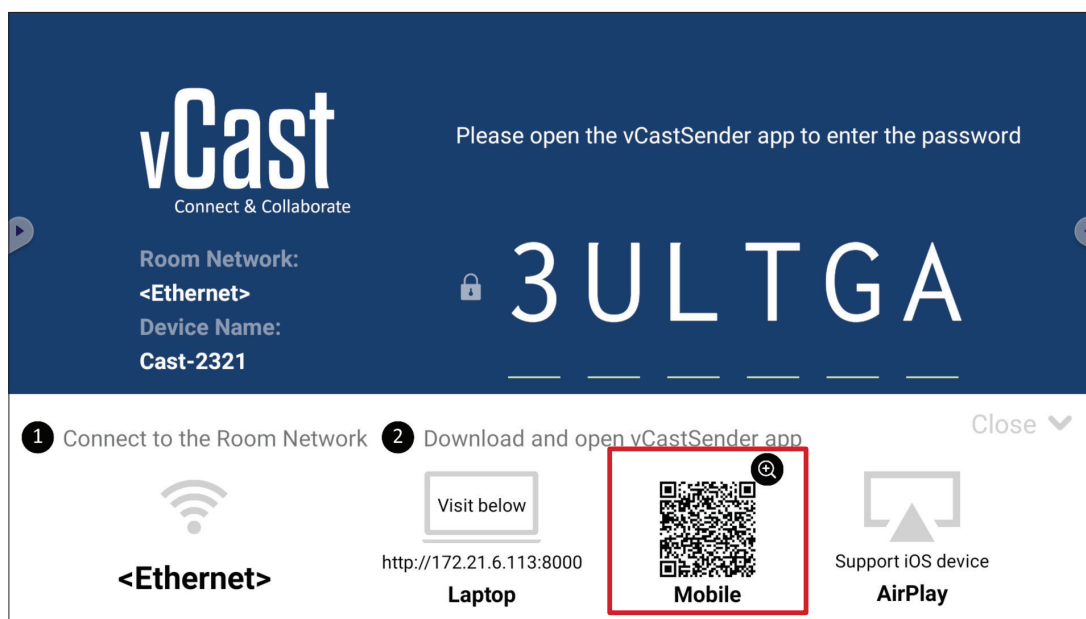 vCast
Connect & Collaborate
Please open the vCastSender app to enter the password
Room Network:
<Ethernet>
Device Name:
Cast-2321
3ULTGA
Close
1 Connect to the Room Network
2 Download and open vCastSender app
<Ethernet>
Visit below
http://172.21.6.113:8000
Laptop
Mobile
Support iOS device
AirPlay